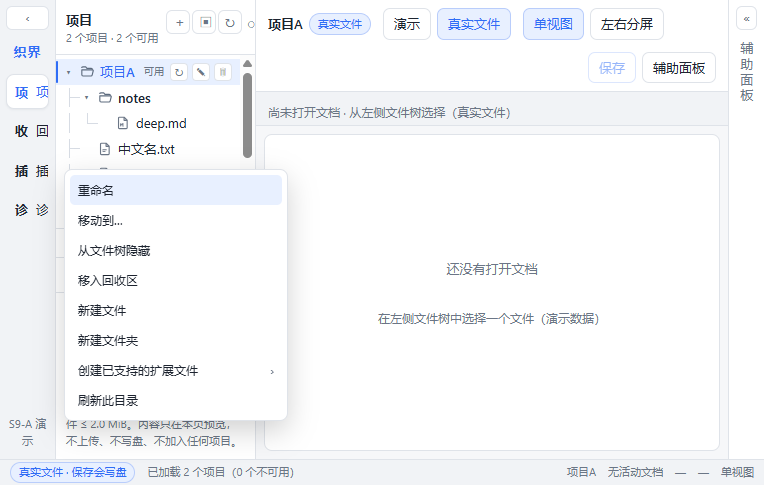 ‹
织界
项 项
收 回
插 插
诊 诊
S9-A 演
示
项目
2 个项目 · 2 个可用
+ ↻
项目A 可用 ↻
notes
deep.md
中文名.txt
重命名
移动到...
从文件树隐藏
移入回收区
新建文件
新建文件夹
创建已支持的扩展文件 ›
刷新此目录
件 ≤ 2.0 MiB。内容只在本页预览，
不上传、不写盘、不加入任何项目。
项目A 真实文件 演示 真实文件 单视图 左右分屏
保存 辅助面板
尚未打开文档 · 从左侧文件树选择（真实文件）
还没有打开文档
在左侧文件树中选择一个文件（演示数据）
«
辅
助
面
板
真实文件 · 保存会写盘 已加载 2 个项目（0 个不可用） 项目A 无活动文档 — — 单视图